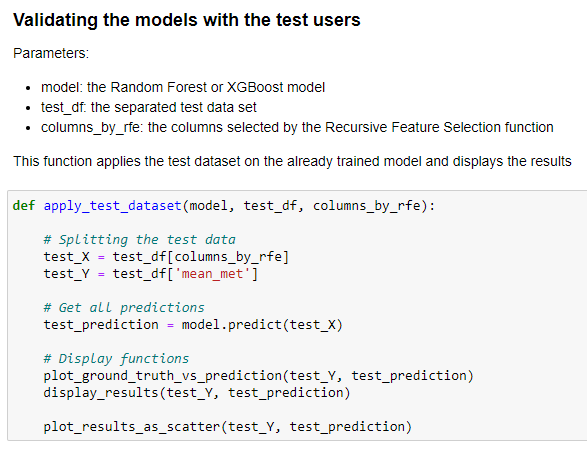 Validating the models with the test users
Parameters:
• model: the Random Forest or XGBoost model
• test_df: the separated test data set
• columns_by_rfe: the columns selected by the Recursive Feature Selection function
This function applies the test dataset on the already trained model and displays the results
def apply_test_dataset(model, test_df, columns_by_rfe):
    # Splitting the test data
    test_X = test_df[columns_by_rfe]
    test_Y = test_df['mean_met']
    # Get all predictions
    test_prediction = model.predict(test_X)
    # Display functions
    plot_ground_truth_vs_prediction(test_Y, test_prediction)
    display_results(test_Y, test_prediction)
    plot_results_as_scatter(test_Y, test_prediction)